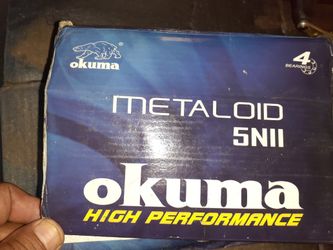 okuma
4
BEARINGS
METALOID
5NII
okuma
HIGH PERFORMANCE